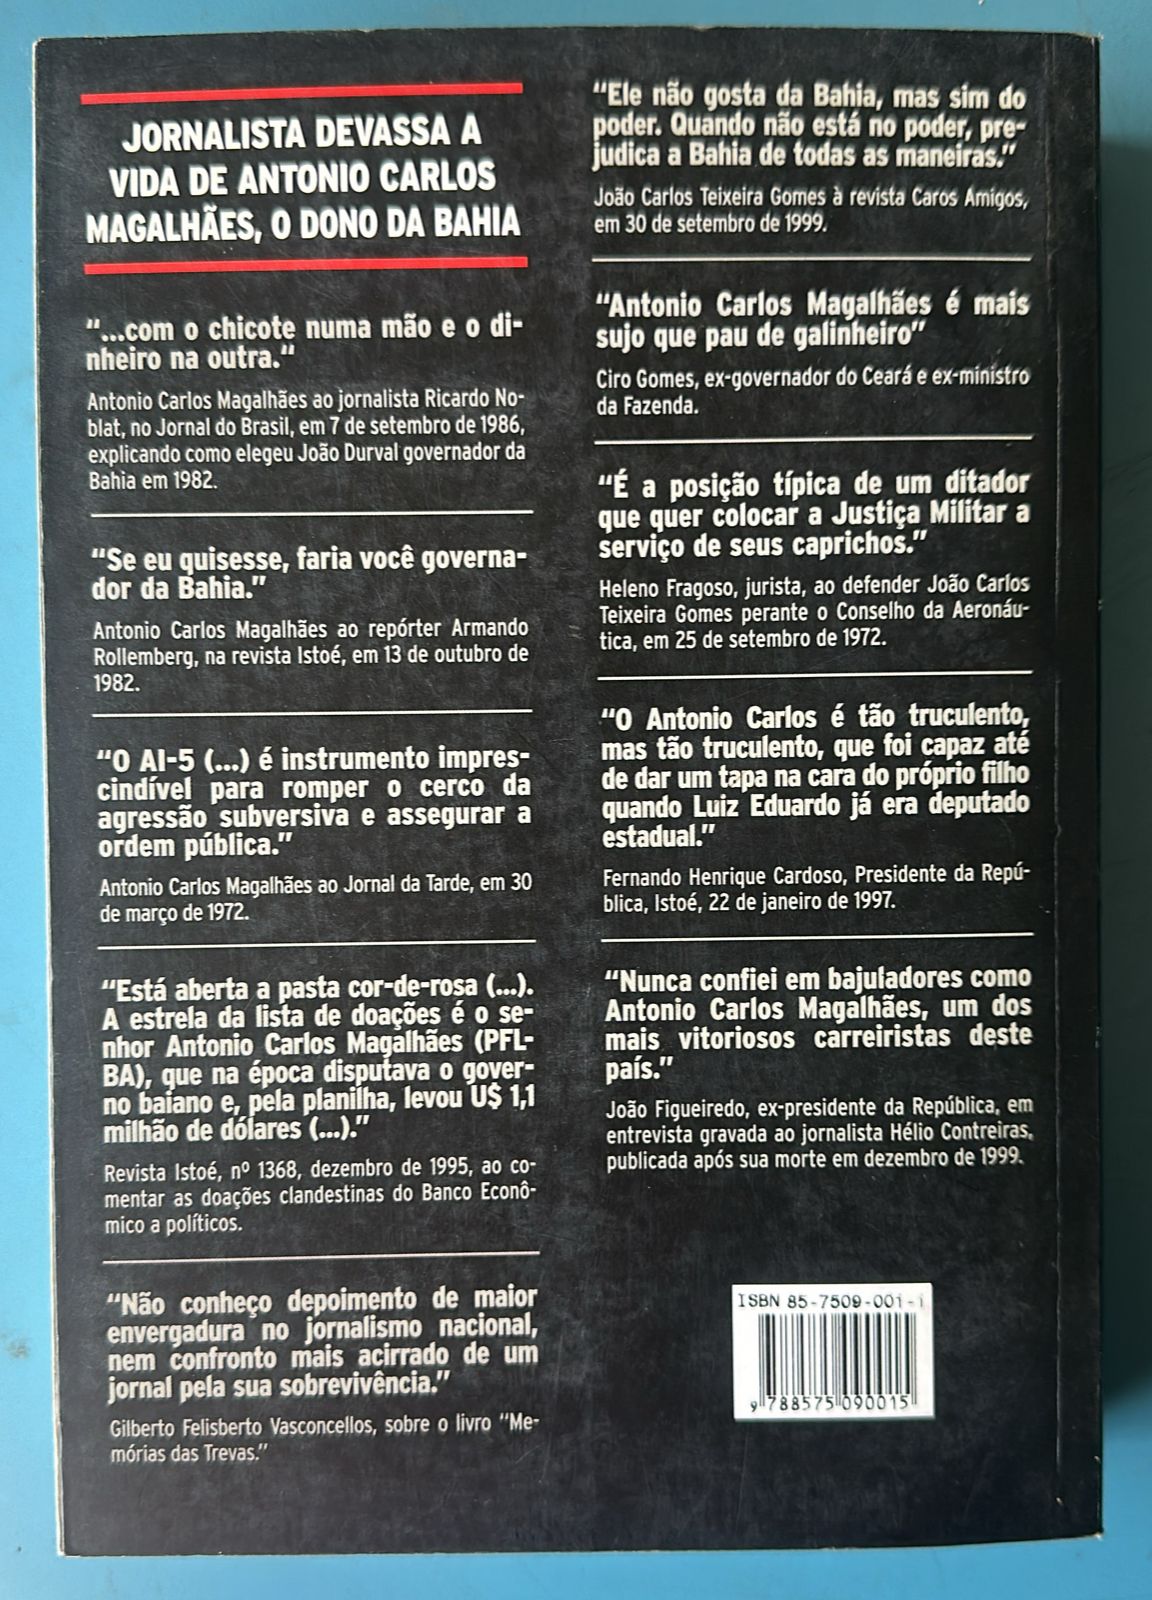 JORNALISTA DEVASSA A
VIDA DE ANTONIO CARLOS
MAGALHÃES, O DONO DA BAHIA
“...com o chicote numa mão e o di-
nheiro na outra.“
Antonio Carlos Magalhães ao jornalista Ricardo No-
blat, no Jornal do Brasil, em 7 de setembro de 1986,
explicando como elegeu João Durval governador da
Bahia em 1982.
“Se eu quisesse, faria você governa-
dor da Bahia.”
Antonio Carlos Magalhães ao repórter Armando
Rollemberg, na revista Istoé, em 13 de outubro de
1982.
“O AI-5 (...) é instrumento impres-
cindível para romper o cerco da
agressão subversiva e assegurar a
ordem pública.”
Antonio Carlos Magalhães ao Jornal da Tarde, em 30
de março de 1972.
“Está aberta a pasta cor-de-rosa (...).
A estrela da lista de doações é o se-
nhor Antonio Carlos Magalhães (PFL-
BA), que na época disputava o gover-
no baiano e, pela planilha, levou U$ 1,1
milhão de dólares (...).”
Revista Istoé, nº 1368, dezembro de 1995, ao co-
mentar as doações clandestinas do Banco Econô-
mico a políticos.
“Não conheço depoimento de maior
envergadura no jornalismo nacional,
nem confronto mais acirrado de um
jornal pela sua sobrevivência.”
Gilberto Felisberto Vasconcellos, sobre o livro “Me-
mórias das Trevas.”
“Ele não gosta da Bahia, mas sim do
poder. Quando não está no poder, pre-
judica a Bahia de todas as maneiras.”
João Carlos Teixeira Gomes à revista Caros Amigos,
em 30 de setembro de 1999.
“Antonio Carlos Magalhães é mais
sujo que pau de galinheiro”
Ciro Gomes, ex-governador do Ceará e ex-ministro
da Fazenda.
“É a posição típica de um ditador
que quer colocar a Justiça Militar a
serviço de seus caprichos.”
Heleno Fragoso, jurista, ao defender João Carlos
Teixeira Gomes perante o Conselho da Aeronáu-
tica, em 25 de setembro de 1972.
“O Antonio Carlos é tão truculento,
mas tão truculento, que foi capaz até
de dar um tapa na cara do próprio filho
quando Luiz Eduardo já era deputado
estadual.”
Fernando Henrique Cardoso, Presidente da Repú-
blica, Istoé, 22 de janeiro de 1997.
“Nunca confiei em bajuladores como
Antonio Carlos Magalhães, um dos
mais vitoriosos carreiristas deste
país.”
João Figueiredo, ex-presidente da República, em
entrevista gravada ao jornalista Hélio Contreiras,
publicada após sua morte em dezembro de 1999.
ISBN 85-7509-001-1
9 788575 090015